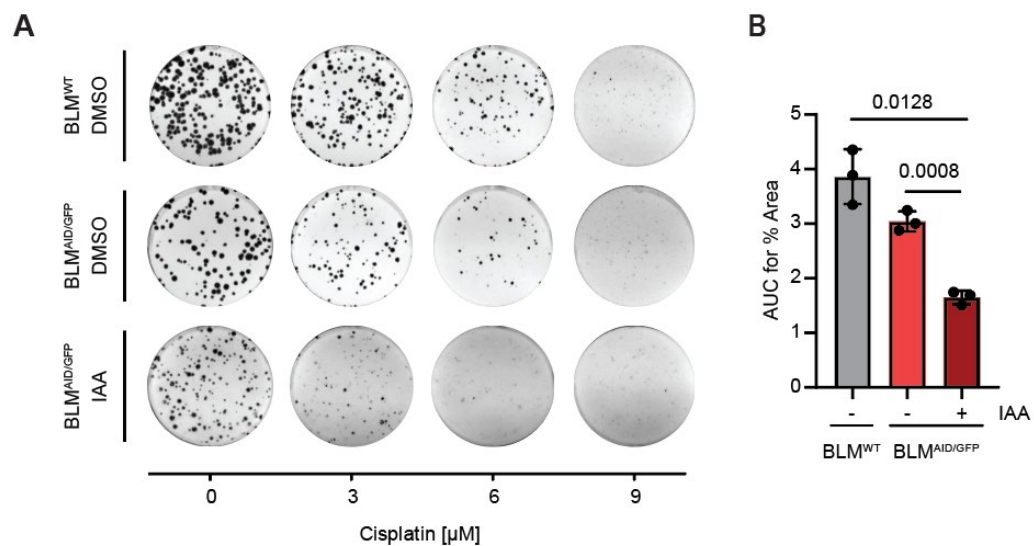 A
BLMWT
DMSO
BLMAID/GFP
DMSO
BLMAID/GFP
IAA
0 3 6 9
Cisplatin [µM]
B
AUC for % Area
5
4
3
2
1
0
0.0128
0.0008
- - + IAA
BLMWT BLMAID/GFP